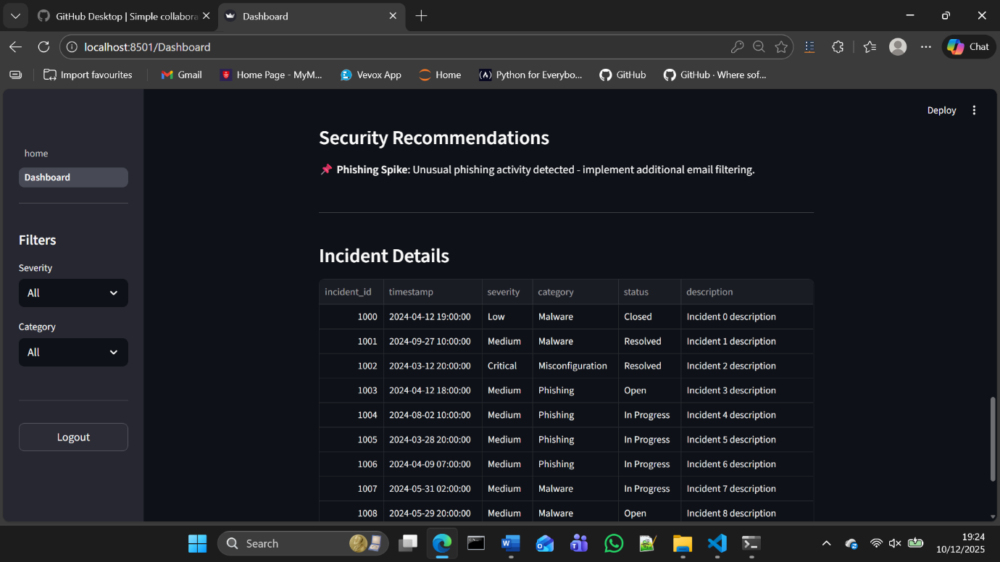 GitHub Desktop | Simple collabora
Dashboard
localhost:8501/Dashboard
Chat
Import favourites
Gmail
Home Page - MyM...
Vevox App
Home
Python for Everybo...
GitHub
GitHub · Where sof...
Deploy
home
Dashboard
Filters
Severity
All
Category
All
Logout
Security Recommendations
Phishing Spike: Unusual phishing activity detected - implement additional email filtering.
Incident Details
incident_id timestamp severity category status description
1000 2024-04-12 19:00:00 Low Malware Closed Incident 0 description
1001 2024-09-27 10:00:00 Medium Malware Resolved Incident 1 description
1002 2024-03-12 20:00:00 Critical Misconfiguration Resolved Incident 2 description
1003 2024-04-12 18:00:00 Medium Phishing Open Incident 3 description
1004 2024-08-02 10:00:00 Medium Phishing In Progress Incident 4 description
1005 2024-03-28 20:00:00 Medium Phishing In Progress Incident 5 description
1006 2024-04-09 07:00:00 Medium Phishing In Progress Incident 6 description
1007 2024-05-31 02:00:00 Medium Malware In Progress Incident 7 description
1008 2024-05-29 20:00:00 Medium Malware Open Incident 8 description
Search
19:24
10/12/2025